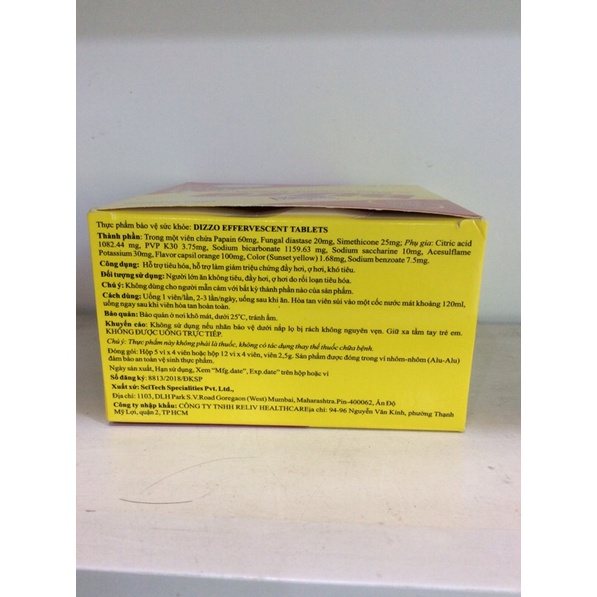 Thực phẩm bảo vệ sức khỏe: DIZZO EFFERVESCENT TABLETS
Thành phần: Trong một viên chứa Papain 60mg, Fungal diastase 20mg, Simethicone 25mg; Phụ gia: Citric acid
1082.44 mg, PVP K30 3.75mg, Sodium bicarbonate 1159.63 mg, Sodium saccharine 10mg, Acesulflame
Potassium 30mg, Flavor capsil orange 100mg, Color (Sunset yellow) 1.68mg, Sodium benzoate 7.5mg.
Công dụng: Hỗ trợ tiêu hóa, hỗ trợ làm giảm triệu chứng đầy hơi, ợ hơi, khó tiêu.
Đối tượng sử dụng: Người lớn ăn không tiêu, đầy hơi, ợ hơi do rối loạn tiêu hóa.
Chú ý: Không dùng cho người mẫn cảm với bất kỳ thành phần nào của sản phẩm.
Cách dùng: Uống 1 viên/lần, 2-3 lần/ngày, uống sau khi ăn. Hòa tan viên sủi vào một cốc nước mát khoảng 120ml,
uống ngay sau khi viên hòa tan hoàn toàn.
Bảo quản: Bảo quản ở nơi khô mát, dưới 25°C, tránh ẩm.
Khuyến cáo: Không sử dụng nếu nhãn bảo vệ dưới nắp lọ bị rách không nguyên vẹn. Giữ xa tầm tay trẻ em.
KHÔNG ĐƯỢC UỐNG TRỰC TIẾP.
Chú ý: Thực phẩm này không phải là thuốc, không có tác dụng thay thế thuốc chữa bệnh.
Đóng gói: Hộp 5 vỉ x 4 viên hoặc hộp 12 vỉ x 4 viên, viên 2,5g. Sản phẩm được đóng trong vỉ nhôm-nhôm (Alu-Alu)
đảm bảo an toàn vệ sinh thực phẩm.
Ngày sản xuất, Hạn sử dụng, Xem "Mfg.date", Exp.date" trên hộp hoặc vỉ
Số đăng ký: 8813/2018/ĐKSP
Xuất xứ: SciTech Specialities Pvt. Ltd.,
Địa chỉ: 1103, DLH Park S.V.Road Goregaon (West) Mumbai, Maharashtra.Pin-400062, Ấn Độ
Công ty nhập khẩu: CÔNG TY TNHH RELIV HEALTHCAREịa chỉ: 94-96 Nguyễn Văn Kỉnh, phường Thạnh
Mỹ Lợi, quận 2, TP HCM